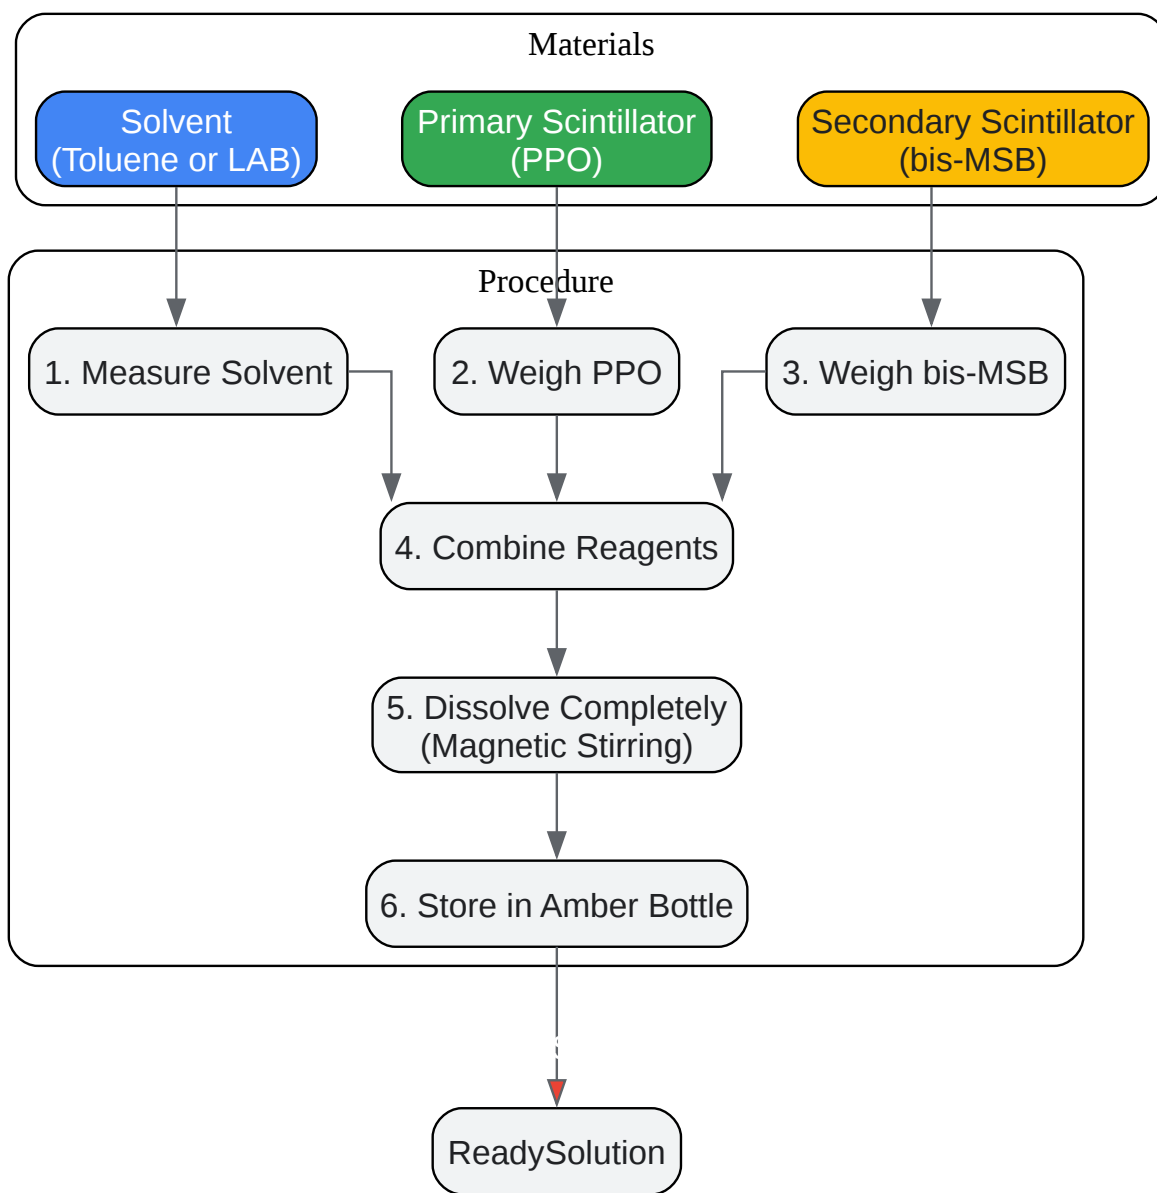 Materials
Solvent
(Toluene or LAB)
Primary Scintillator
(PPO)
Secondary Scintillator
(bis-MSB)
Procedure
1. Measure Solvent
2. Weigh PPO
3. Weigh bis-MSB
4. Combine Reagents
5. Dissolve Completely
(Magnetic Stirring)
6. Store in Amber Bottle
ReadySolution